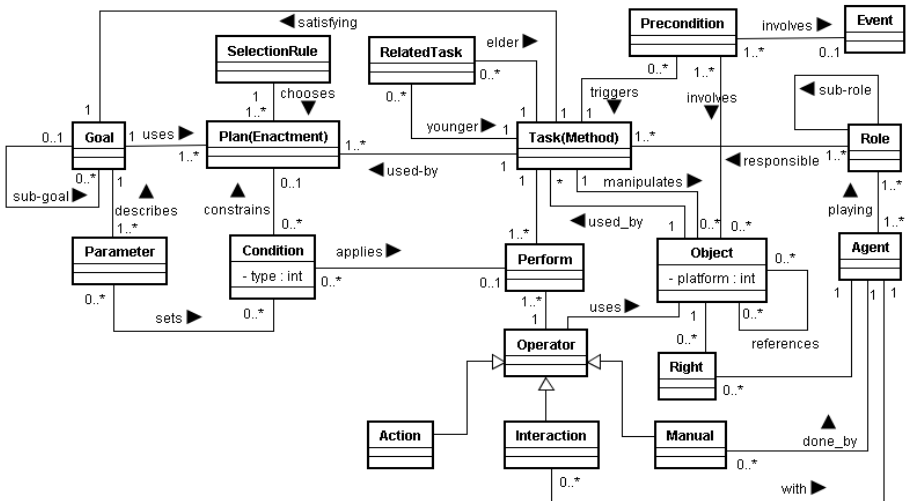 satisfying
Precondition
involves
Event
SelectionRule
RelatedTask
elder
1..*
0..1
0..*
0..*
1..*
chooses
1
1..*
0..*
triggers
involves
sub-role
1
1
1
1
0..1
Goal
1
uses
1..*
Plan(Enactment)
younger
1
1
Task(Method)
1..*
Role
1..*
1..*
used-by
responsible
0..*
1
sub-goal
describes
constrains
0..1
1
*
1
manipulates
playing
1..*
1..*
0..*
used_by
1
0..*
0..*
1..*
Parameter
Condition
- type : int
applies
Perform
Object
- platform : int
0..*
Agent
0..*
0..*
0..1
1
1
1
sets
0..*
1..*
1
uses
1
0..*
0..*
references
Operator
Right
0..*
Action
Interaction
Manual
done_by
0..*
0..*
with